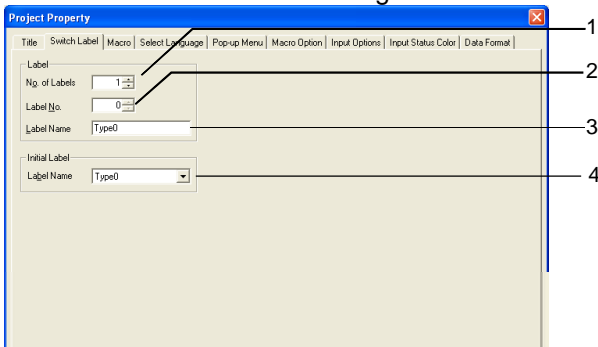 Project Property
Title Switch Label Macro Select Language Pop-up Menu Macro Option Input Options Input Status Color Data Format
1
Label
No. of Labels 1
2
Label No. 0
Label Name Type0
3
Initial Label
Label Name Type0
4